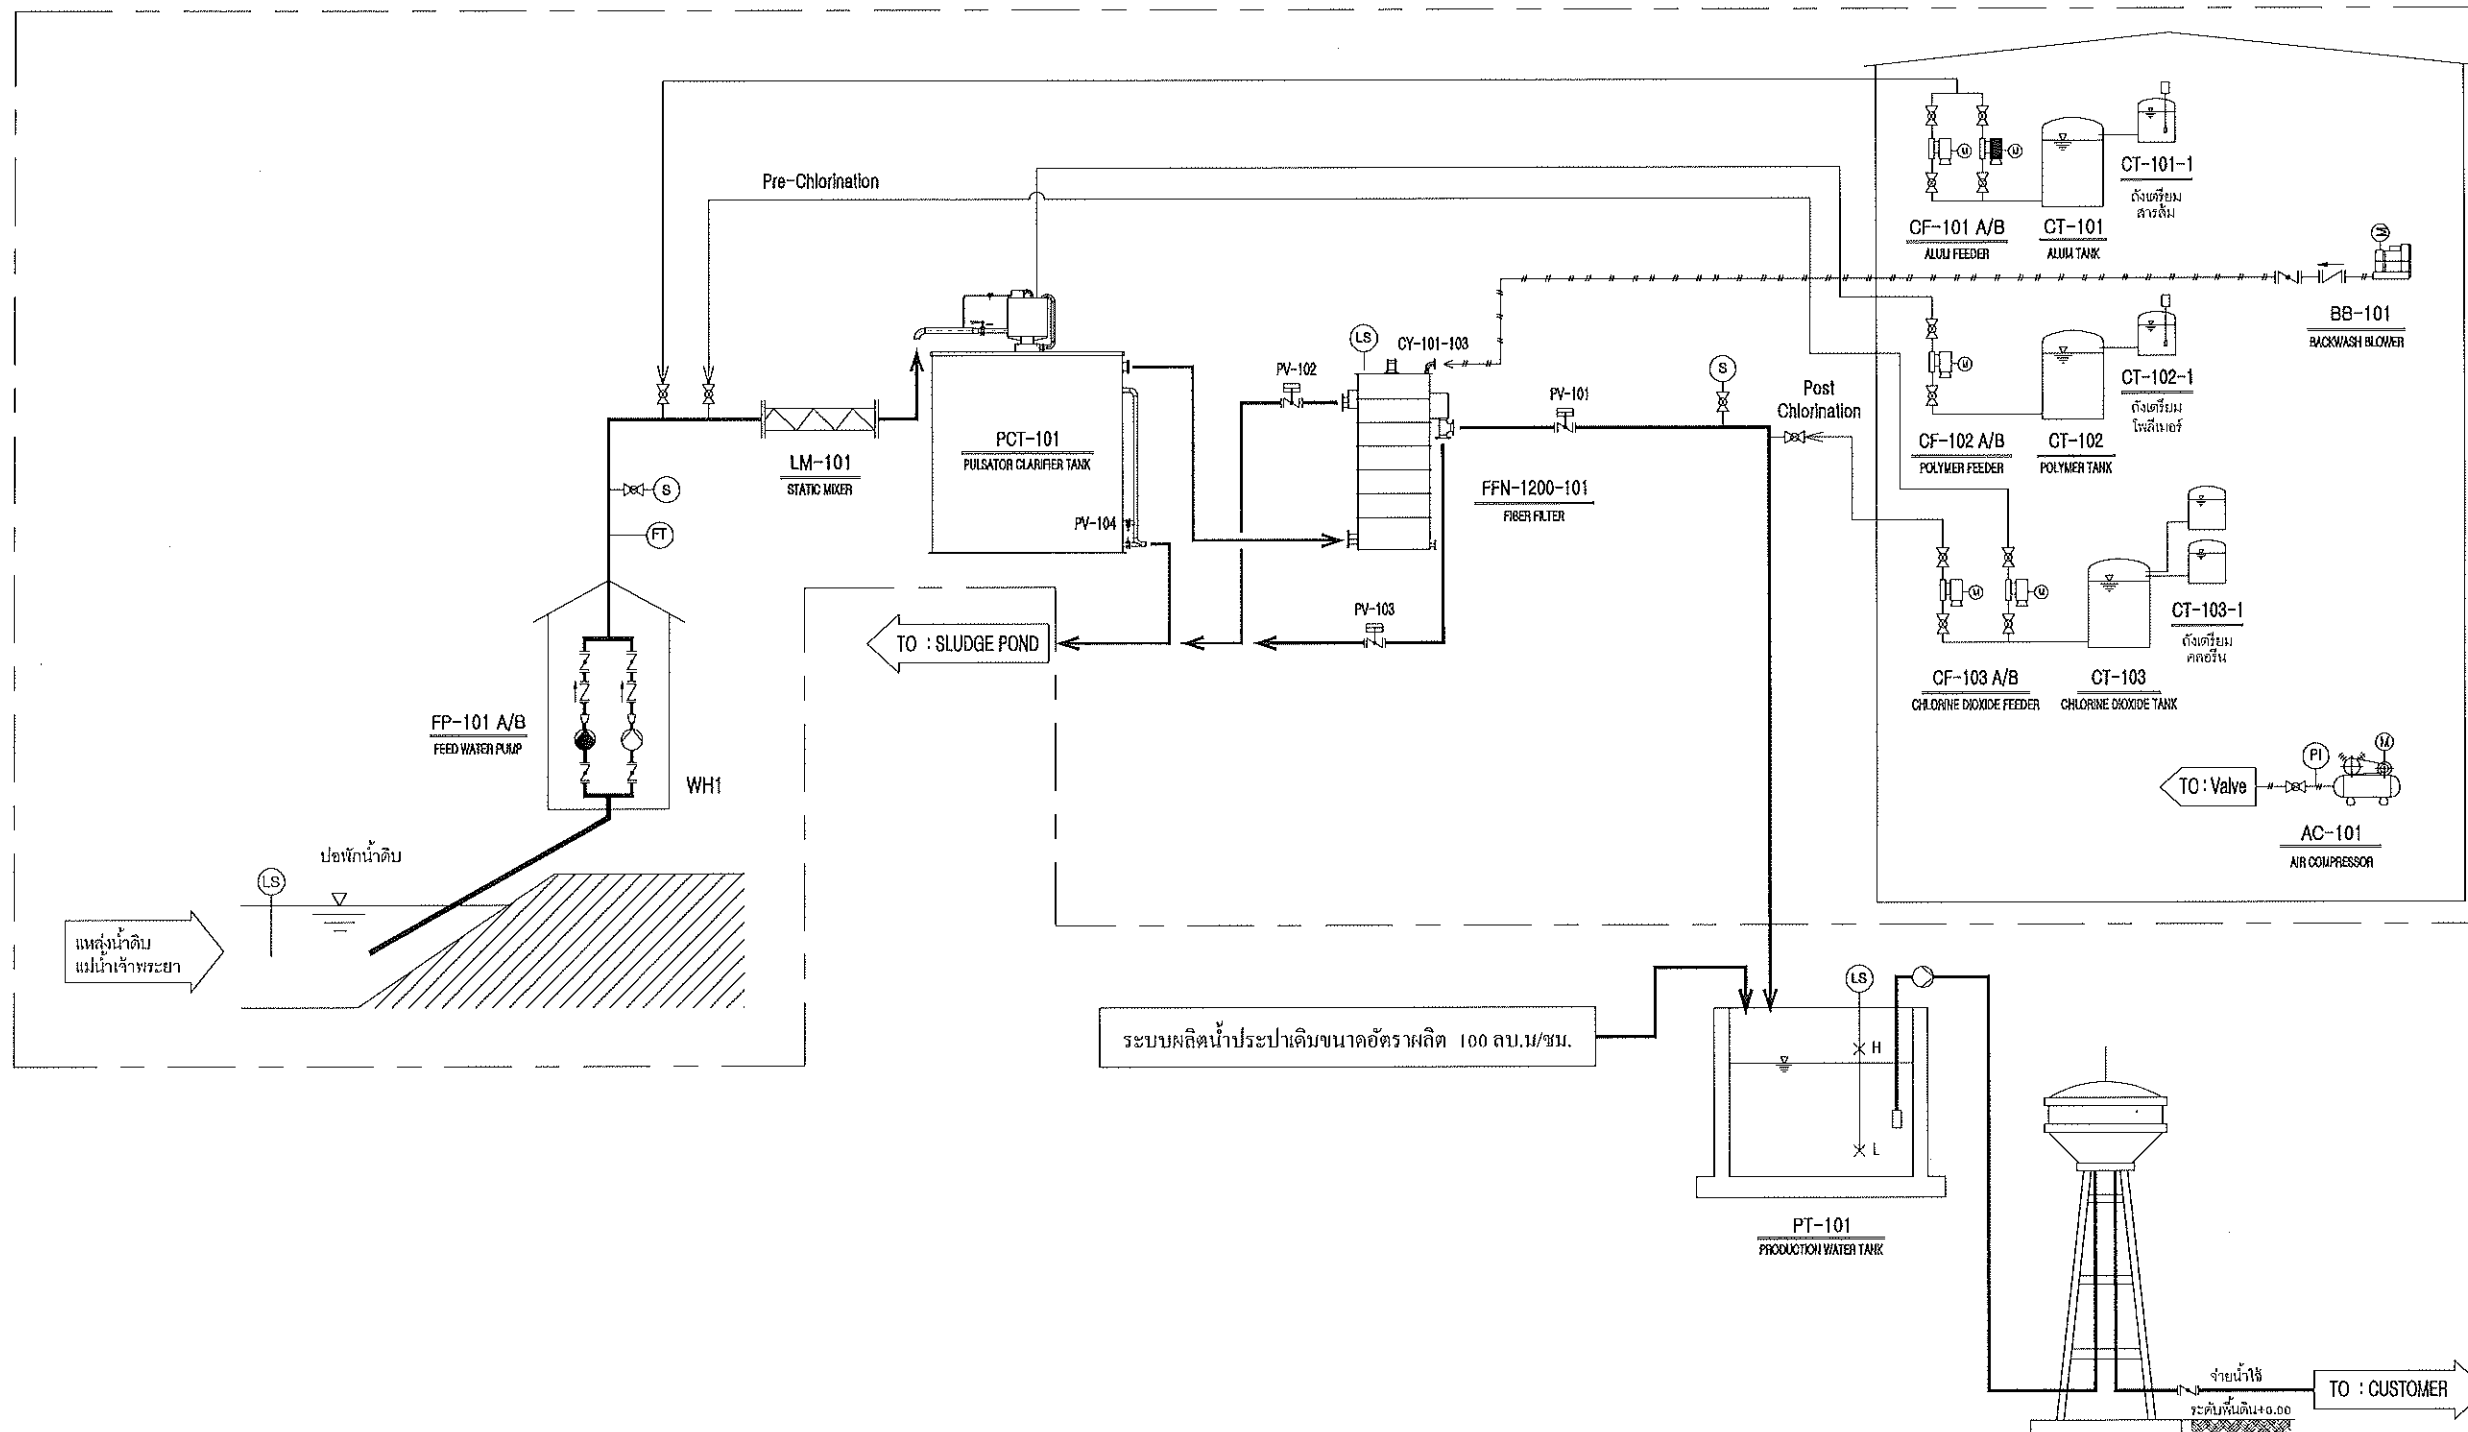 Pre-Chlorination
M
M
CT-101-1
ถังเตรียม
สารส้ม
CF-101 A/B
ALUM FEEDER
CT-101
ALUM TANK
M
BB-101
BACKWASH BLOWER
LS
CY-101-103
PV-102
PV-101
S
Post
Chlorination
M
CT-102-1
ถังเตรียม
โพลีเมอร์
CF-102 A/B
POLYMER FEEDER
CT-102
POLYMER TANK
PCT-101
PULSATOR CLARIFIER TANK
LM-101
STATIC MIXER
S
FT
PV-104
FFN-1200-101
FIBER FILTER
PV-103
TO : SLUDGE POND
M
M
CT-103-1
ถังเตรียม
คลอรีน
CF-103 A/B
CHLORINE DIOXIDE FEEDER
CT-103
CHLORINE DIOXIDE TANK
FP-101 A/B
FEED WATER PUMP
WH1
PI
M
TO : Valve
AC-101
AIR COMPRESSOR
บ่อพักน้ำดิบ
LS
แหล่งน้ำดิบ
แม่น้ำเจ้าพระยา
LS
H
L
ระบบผลิตน้ำประปาเดิมขนาดอัตราผลิต 100 ลบ.ม/ชม.
PT-101
PRODUCTION WATER TANK
จ่ายน้ำใช้
TO : CUSTOMER
ระดับพื้นดิน+0.00